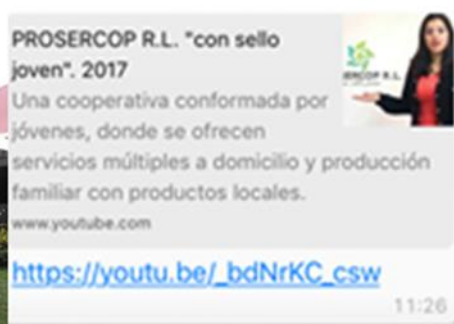 PROSERCOP R.L. "con sello
joven". 2017
Una cooperativa conformada por
jóvenes, donde se ofrecen
servicios múltiples a domicilio y producción
familiar con productos locales.
www.youtube.com
https://youtu.be/_bdNrKC_csw
11:26